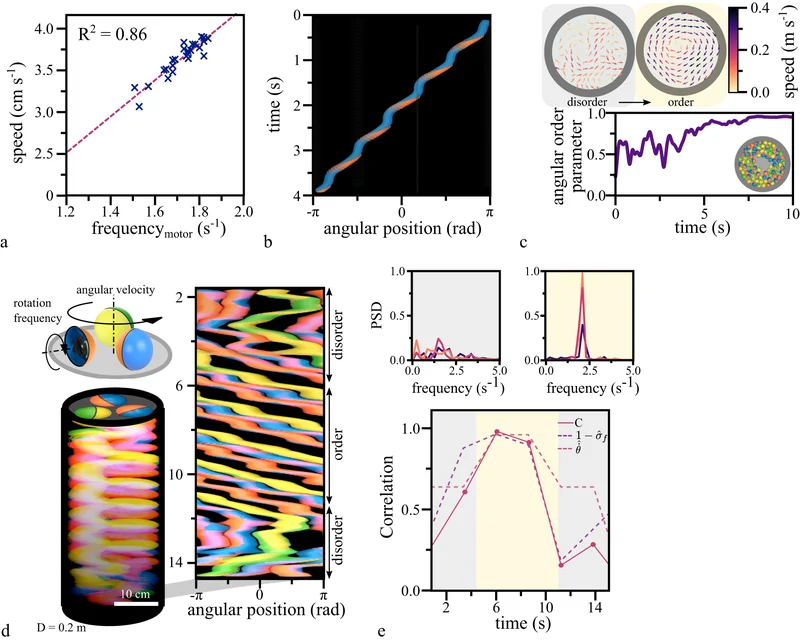 4.0
3.5
3.0
2.5
0
speed (cm s-1)
R2 = 0.86
1.2 1.4 1.6 1.8 2.0
frequencymotor (s-1)
a
0
1
2
3
4
time (s)
-π 0 π
angular position (rad)
b
disorder → order
0.4
0.2
0.0
speed (m s-1)
1.0
0.5
0.0
angular order
parameter
0 5 10
time (s)
c
angular velocity
rotation
frequency
10 cm
D = 0.2 m
d
2
6
10
14
-π 0 π
angular position (rad)
disorder
order
disorder
1.0
0.5
0.0
PSD
0.0 2.5 5.0
frequency (s-1)
1.0
0.5
0.0
0.0 2.5 5.0
frequency (s-1)
1.0
0.5
0.0
Correlation
C
1 − σ̂f
2 6 10 14
time (s)
e